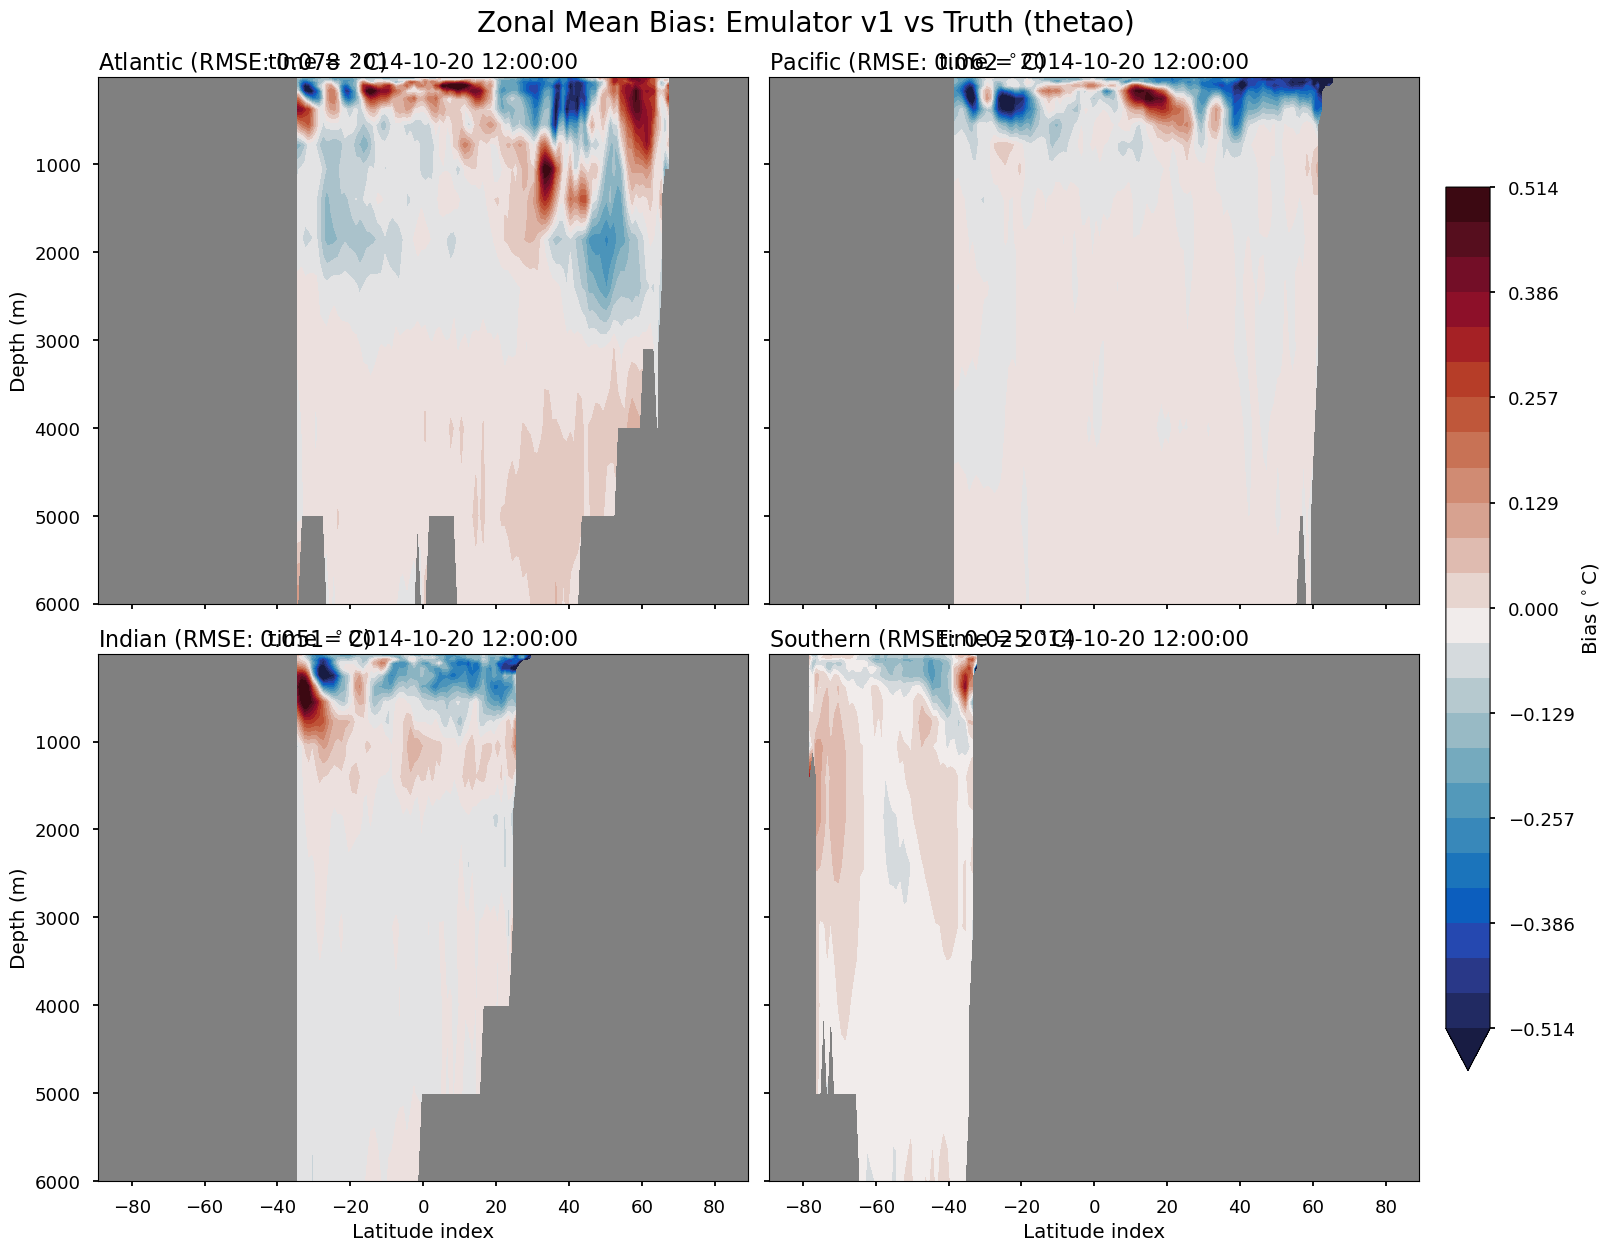 Zonal Mean Bias: Emulator v1 vs Truth (thetao)
Atlantic (RMSE: 0.078 °C)
time = 2014-10-20 12:00:00
Pacific (RMSE: 0.062 °C)
time = 2014-10-20 12:00:00
1000
2000
3000
4000
5000
6000
Depth (m)
Indian (RMSE: 0.051 °C)
time = 2014-10-20 12:00:00
Southern (RMSE: 0.025 °C)
time = 2014-10-20 12:00:00
1000
2000
3000
4000
5000
6000
Depth (m)
−80 −60 −40 −20 0 20 40 60 80
Latitude index
−80 −60 −40 −20 0 20 40 60 80
Latitude index
0.514
0.386
0.257
0.129
0.000
−0.129
−0.257
−0.386
−0.514
Bias (°C)